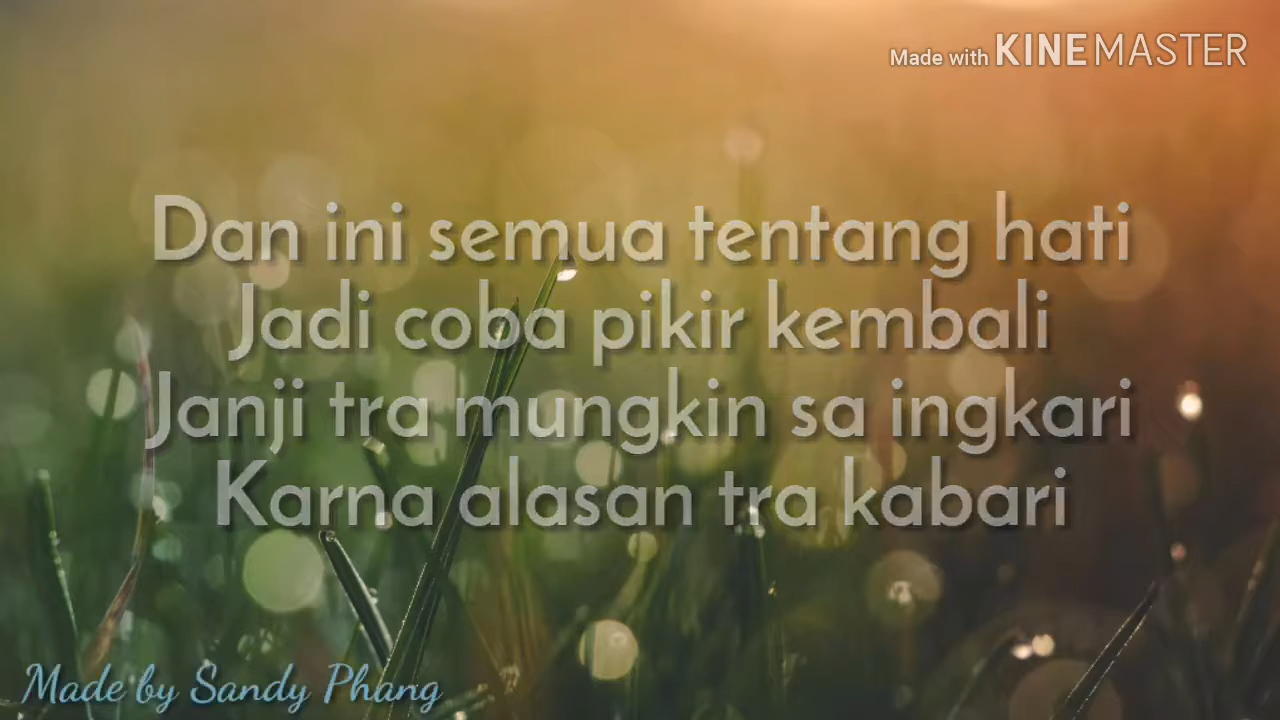 Made with KINEMASTER
Dan ini semua tentang hati
Jadi coba pikir kembali
Janji tra mungkin sa ingkari
Karna alasan tra kabari
Made by Sandy Phang